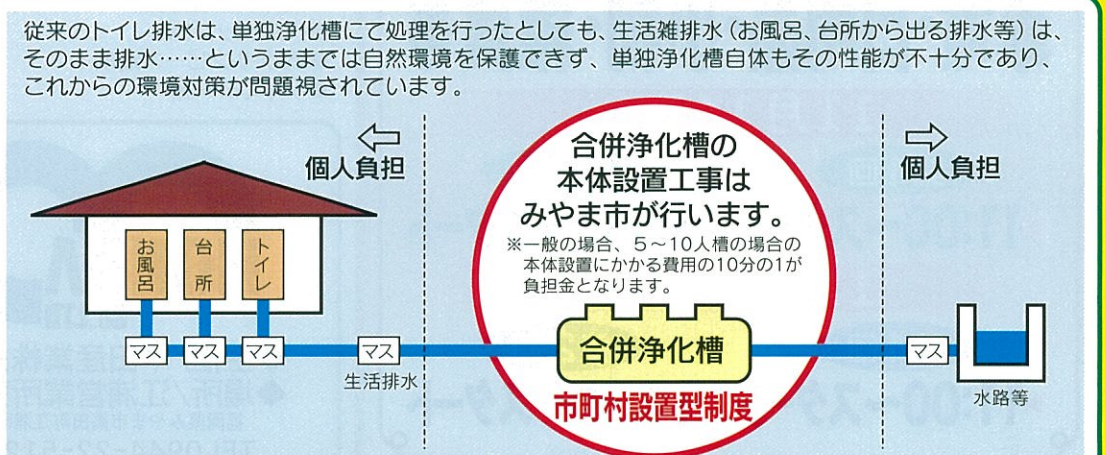 従来のトイレ排水は、単独浄化槽にて処理を行ったとしても、生活雑排水(お風呂、台所から出る排水等)は、
そのまま排水……というままでは自然環境を保護できず、単独浄化槽自体もその性能が不十分であり、
これからの環境対策が問題視されています。
個人負担
合併浄化槽の
本体設置工事は
みやま市が行います。
※一般の場合、5〜10人槽の場合の
本体設置にかかる費用の10分の1が
負担金となります。
個人負担
お風呂
台所
トイレ
マス
マス
マス
マス
生活排水
合併浄化槽
市町村設置型制度
マス
水路等